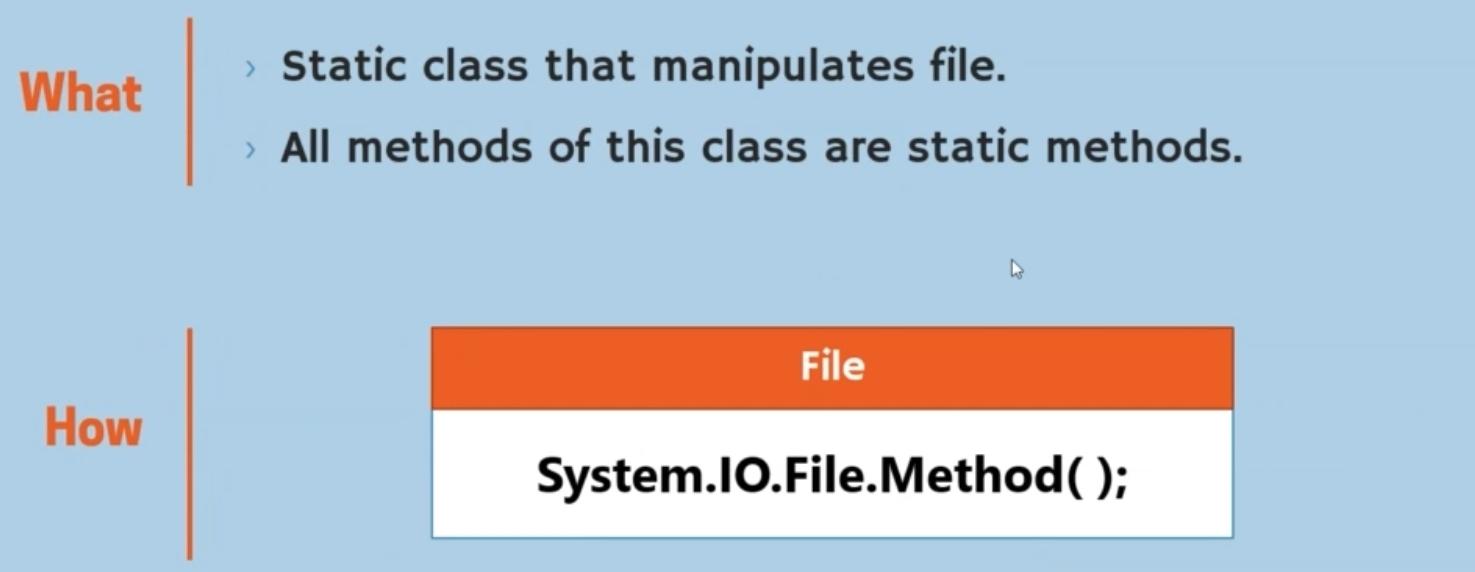 What
› Static class that manipulates file.
› All methods of this class are static methods.
How
File
System.IO.File.Method( );